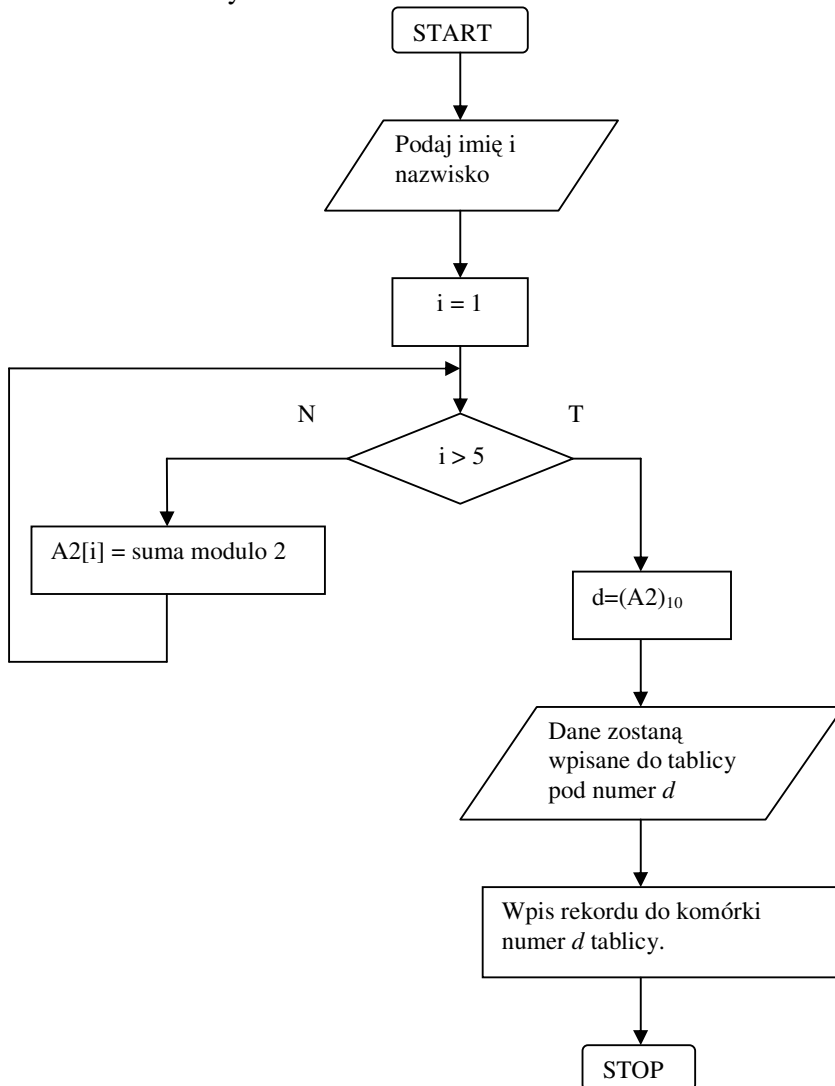 START
Podaj imię i
nazwisko
i = 1
N
T
i > 5
A2[i] = suma modulo 2
d=(A2)₁₀
Dane zostaną
wpisane do tablicy
pod numer d
Wpis rekordu do komórki
numer d tablicy.
STOP